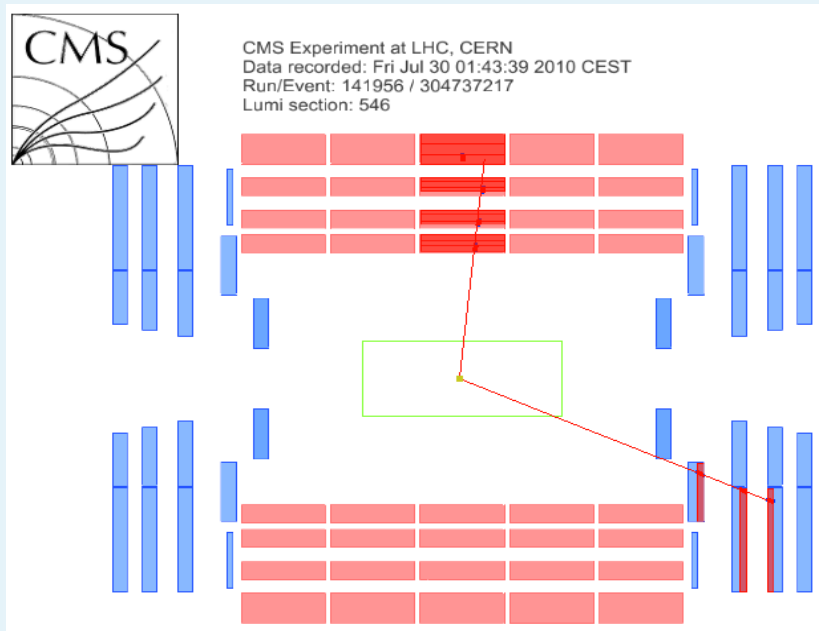 CMS
CMS Experiment at LHC, CERN
Data recorded: Fri Jul 30 01:43:39 2010 CEST
Run/Event: 141956 / 304737217
Lumi section: 546